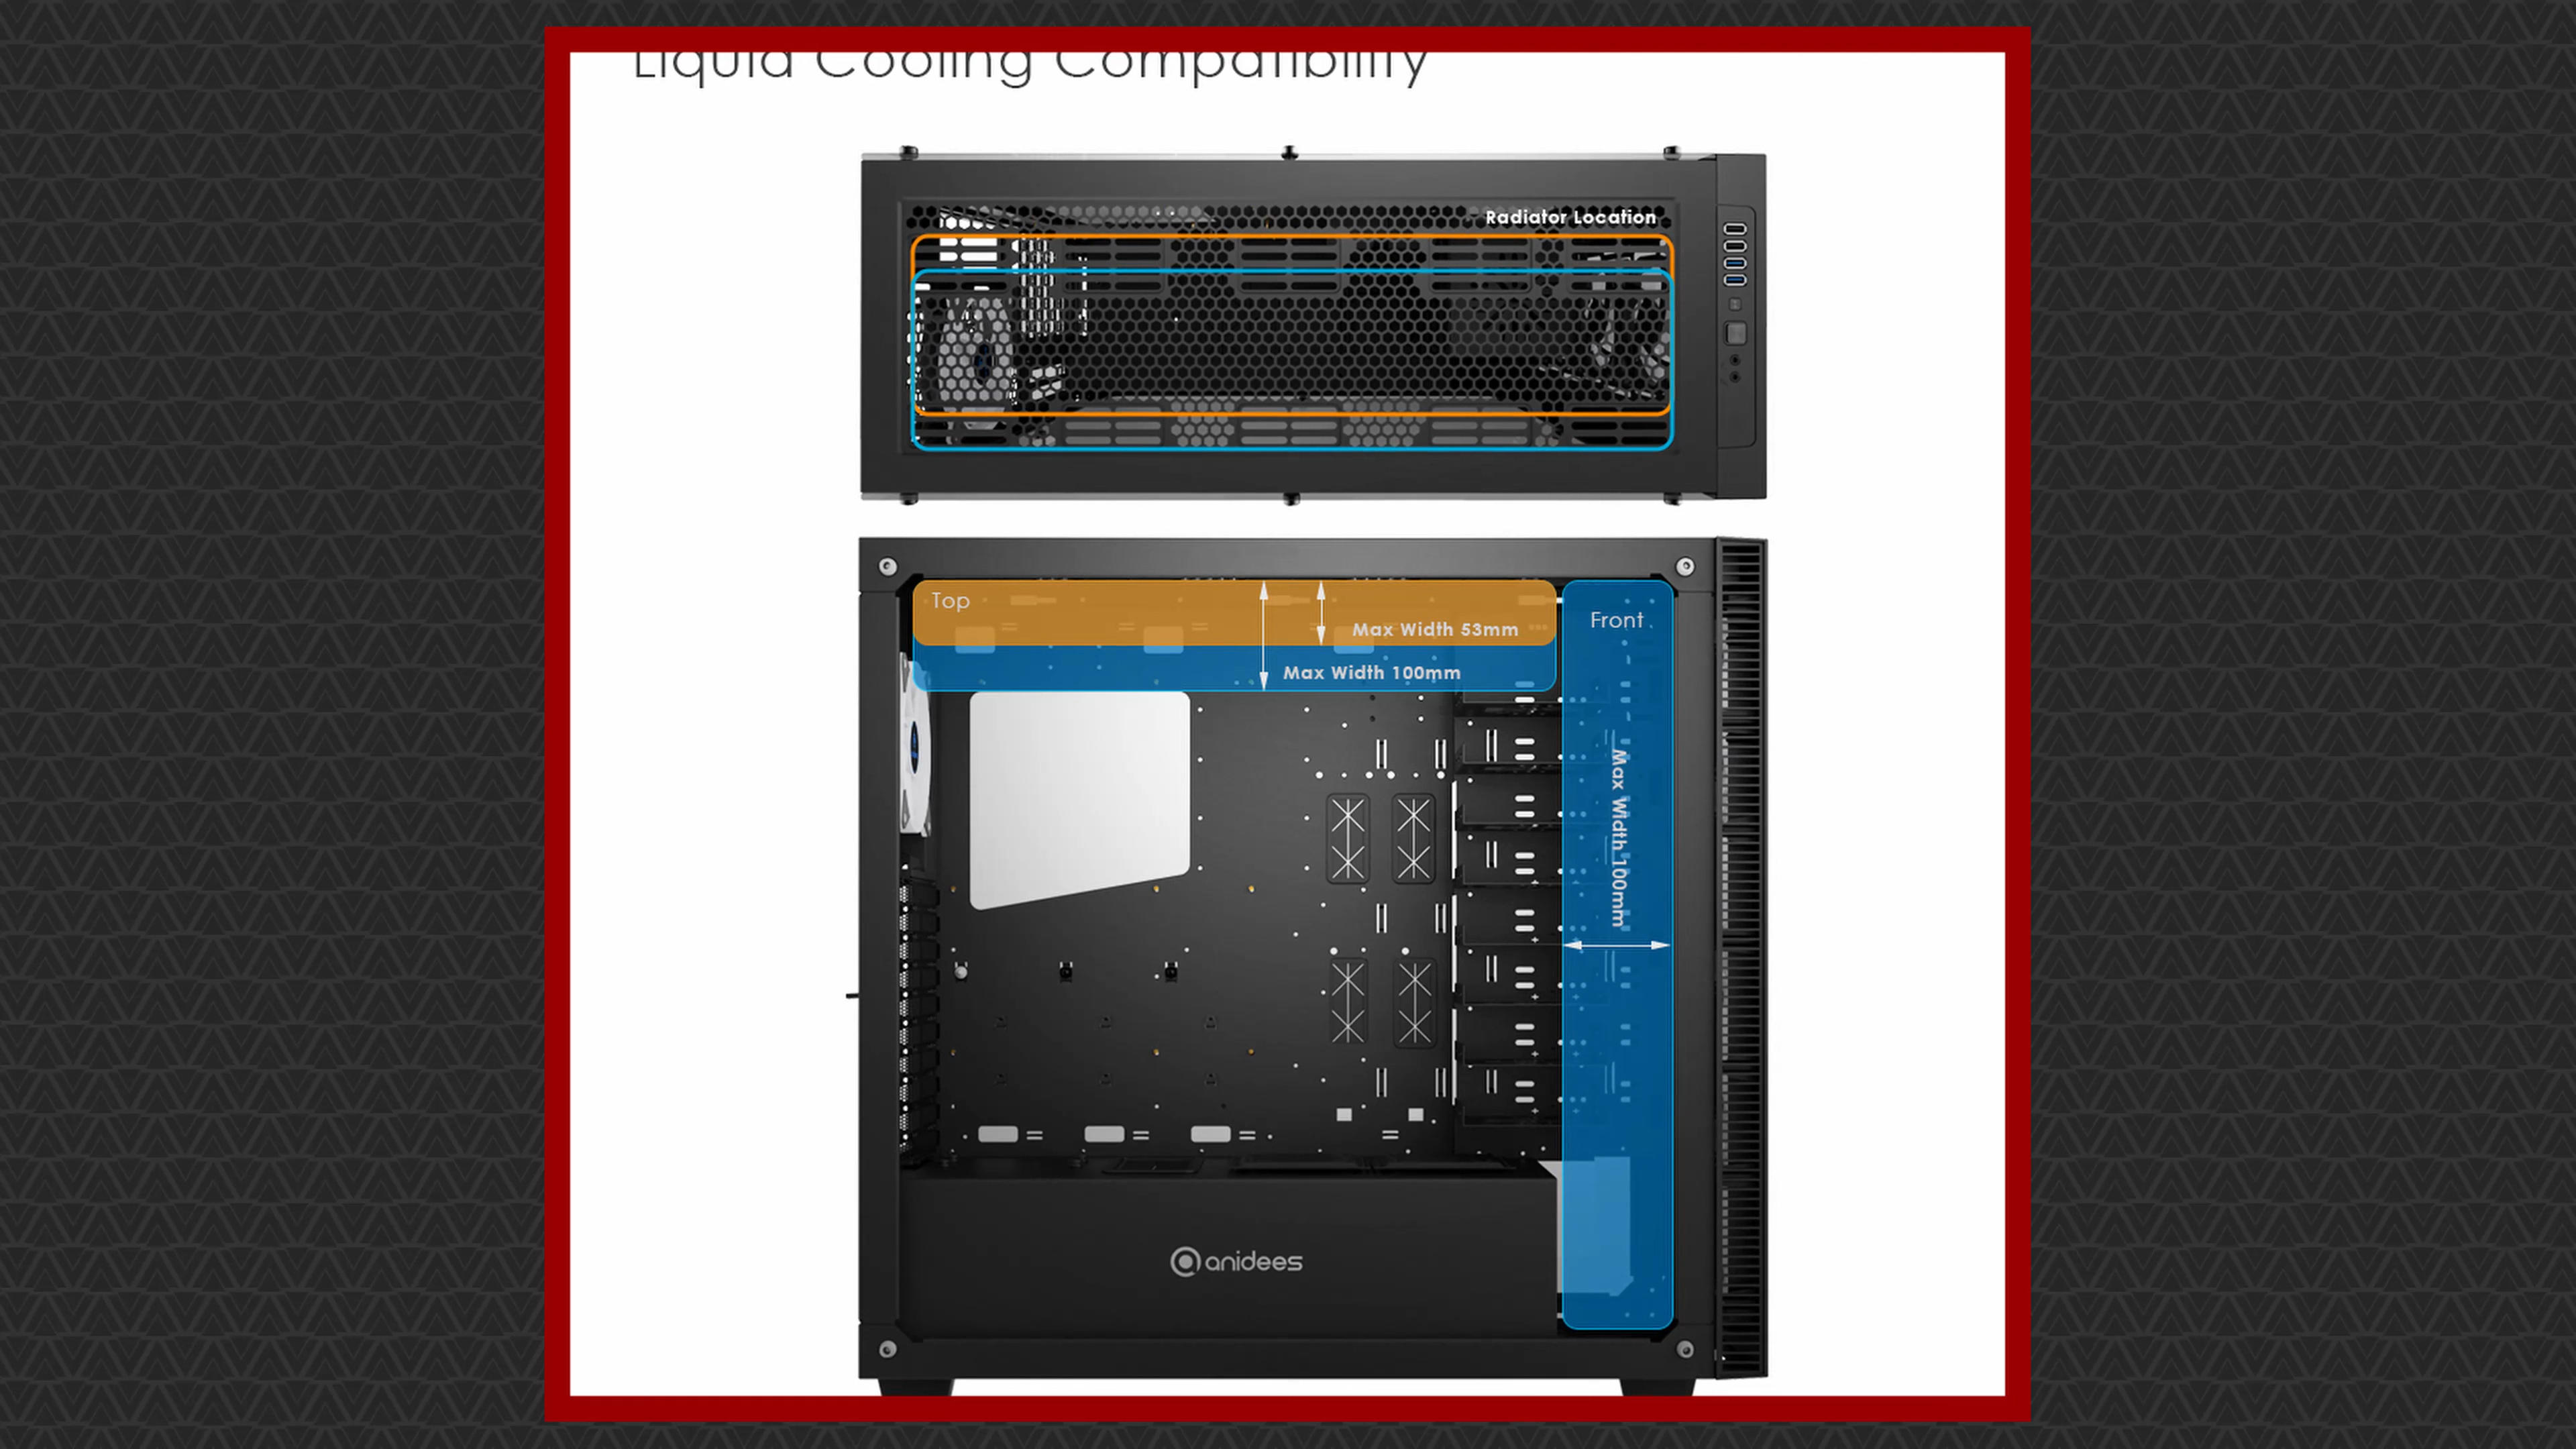 Liquid Cooling Compatibility
Radiator Location
Top
Front
Max Width 53mm
Max Width 100mm
Max Width 100mm
anidees